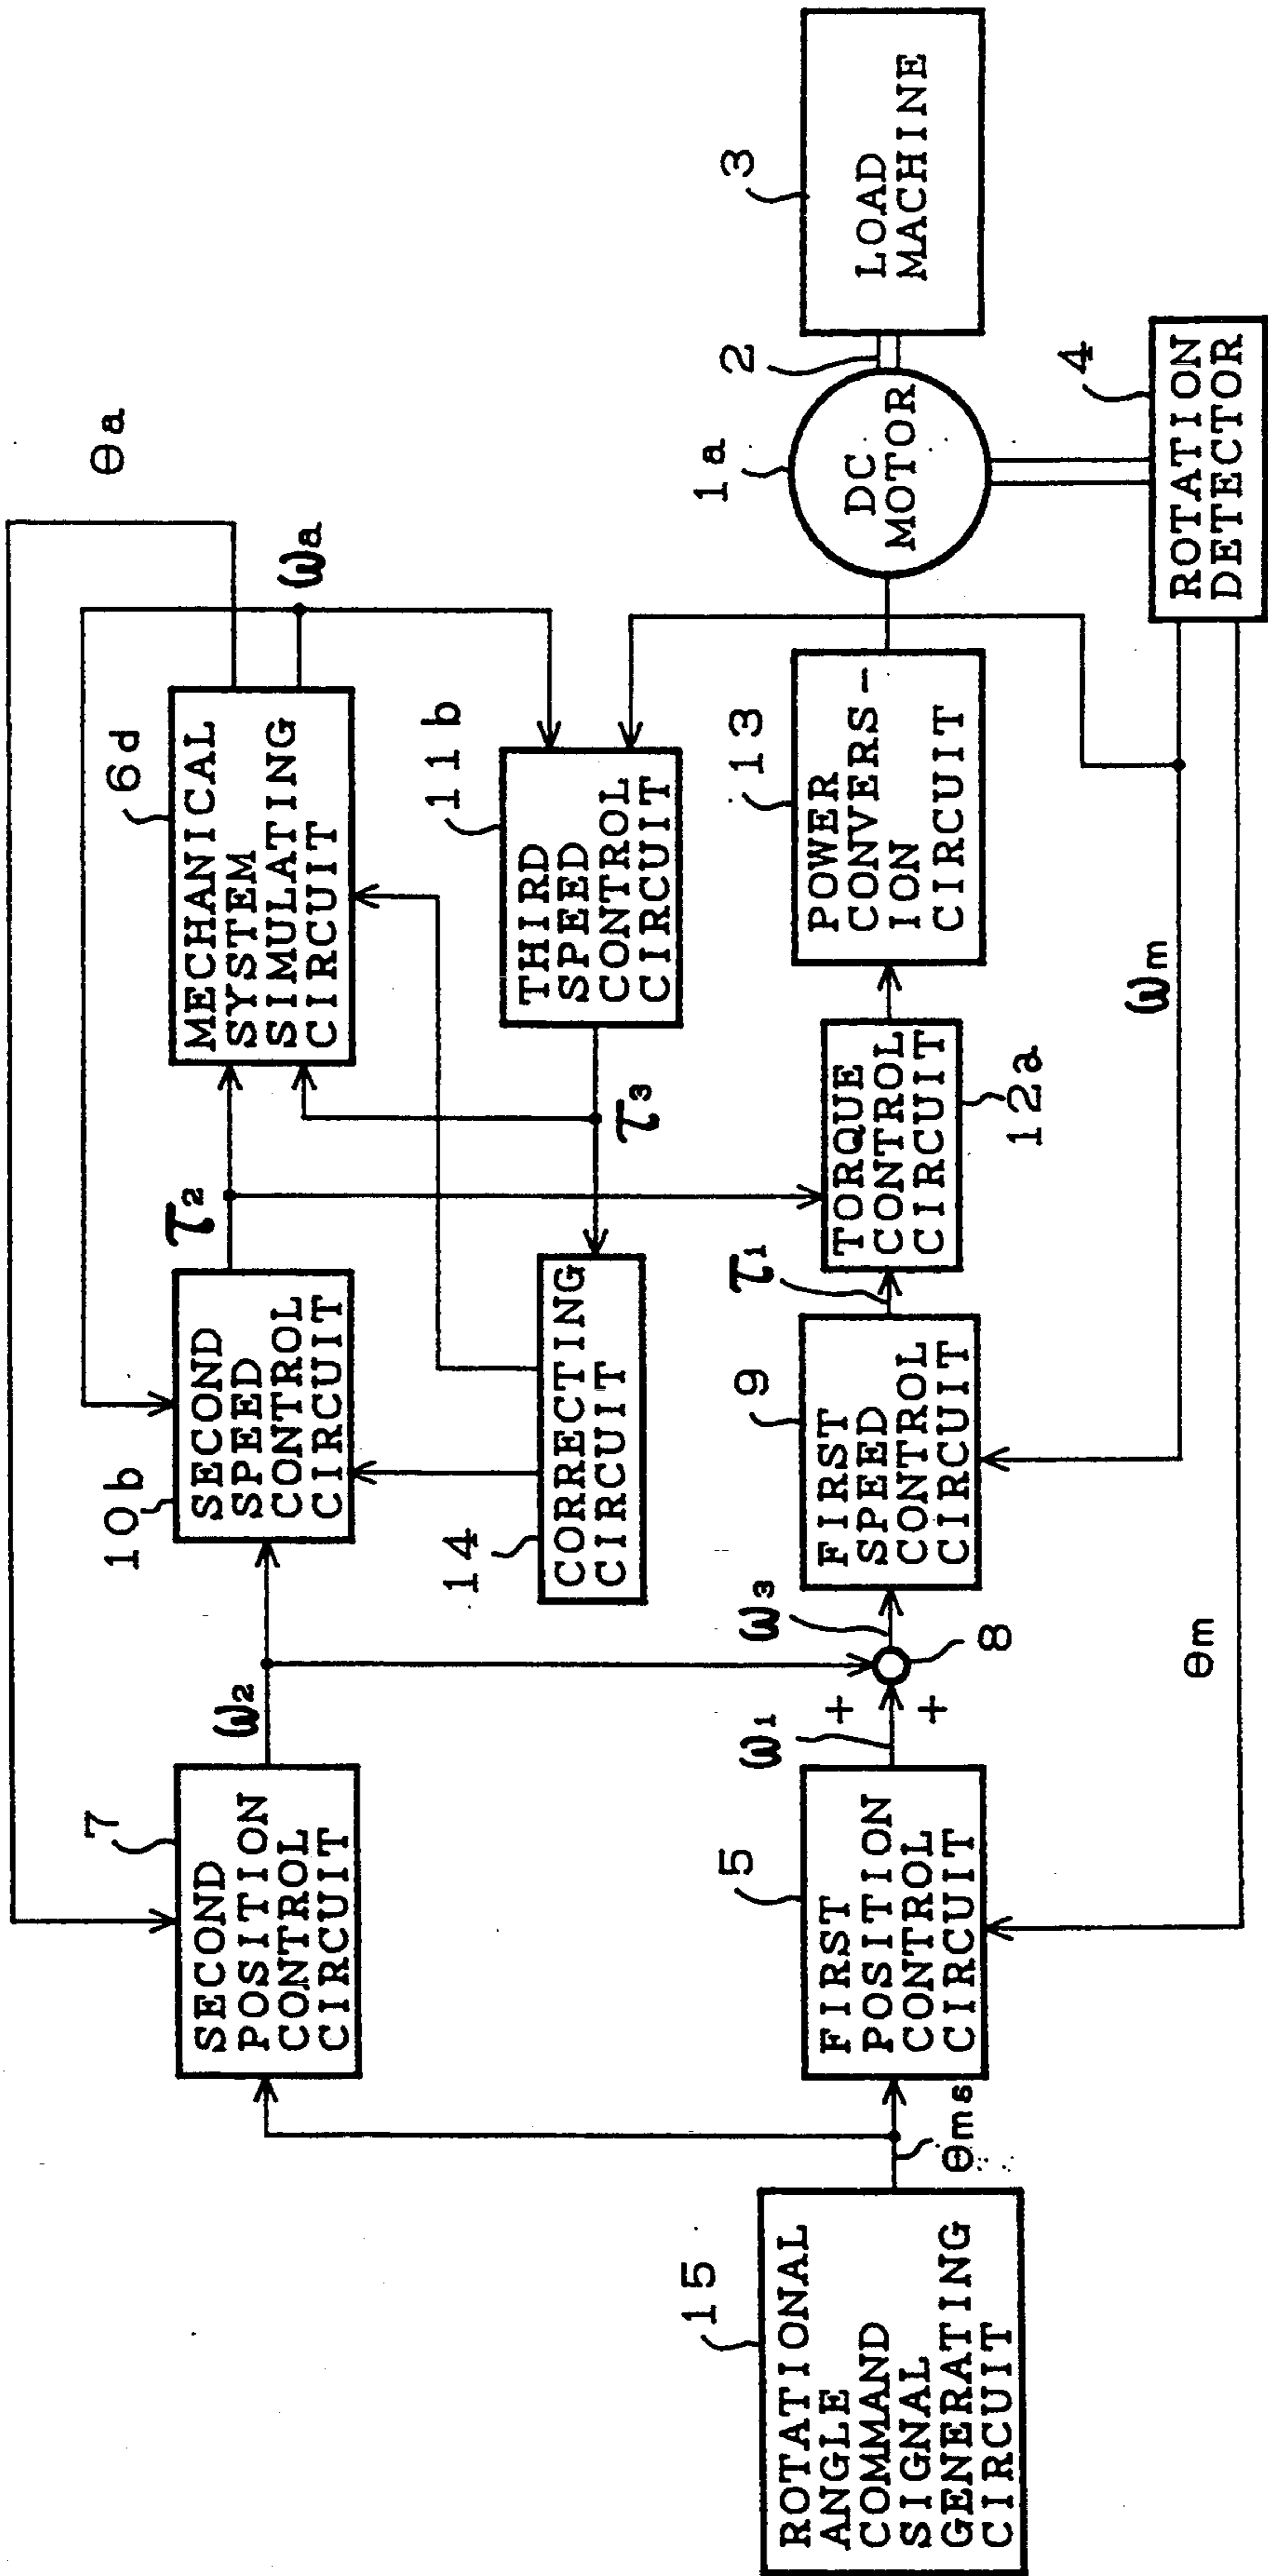 θa
7
SECOND
POSITION
CONTROL
CIRCUIT
ω2
10b
SECOND
SPEED
CONTROL
CIRCUIT
τ2
6d
MECHANICAL
SYSTEM
SIMULATING
CIRCUIT
ωa
14
CORRECTING
CIRCUIT
τ3
11b
THIRD
SPEED
CONTROL
CIRCUIT
15
ROTATIONAL
ANGLE
COMMAND
SIGNAL
GENERATING
CIRCUIT
θms
5
FIRST
POSITION
CONTROL
CIRCUIT
ω1
+
+
8
ω3
9
FIRST
SPEED
CONTROL
CIRCUIT
τ1
TORQUE
CONTROL
CIRCUIT
12a
13
POWER
CONVERS-
ION
CIRCUIT
1a
DC
MOTOR
2
3
LOAD
MACHINE
ωm
θm
4
ROTATION
DETECTOR